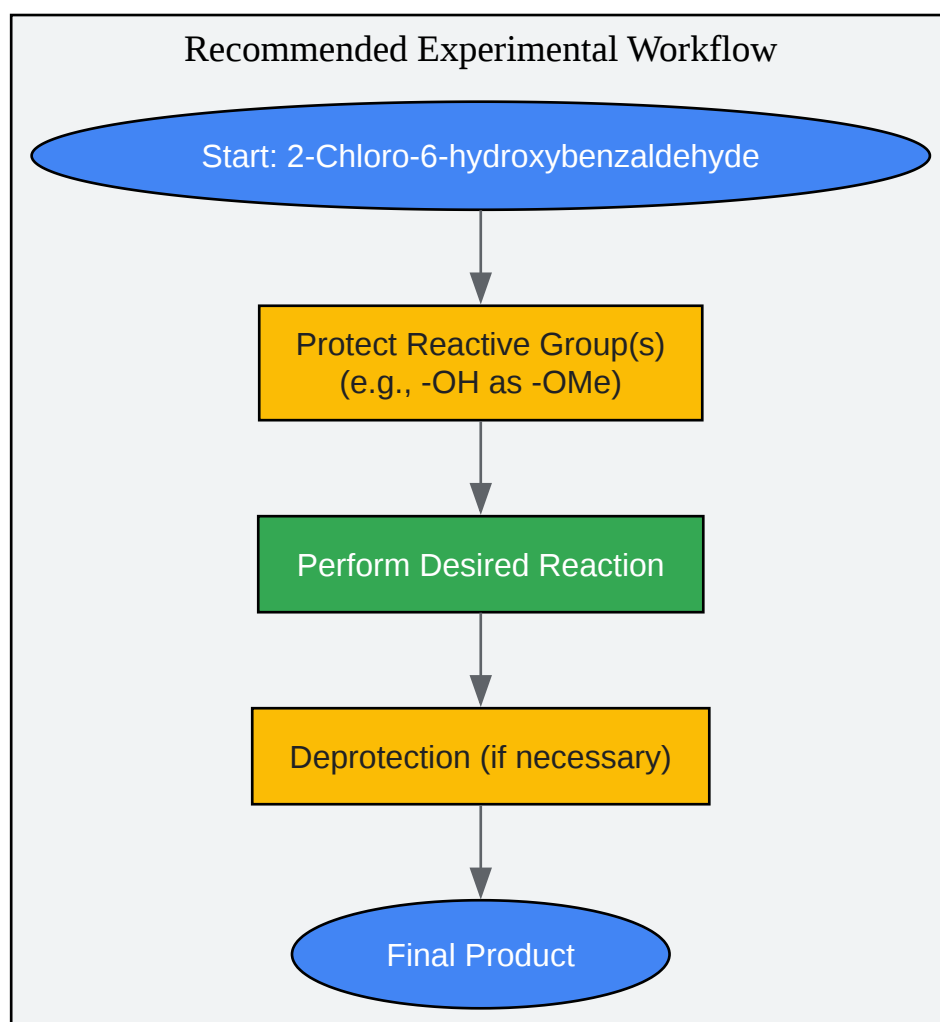 Recommended Experimental Workflow
Start: 2-Chloro-6-hydroxybenzaldehyde
Protect Reactive Group(s)
(e.g., -OH as -OMe)
Perform Desired Reaction
Deprotection (if necessary)
Final Product